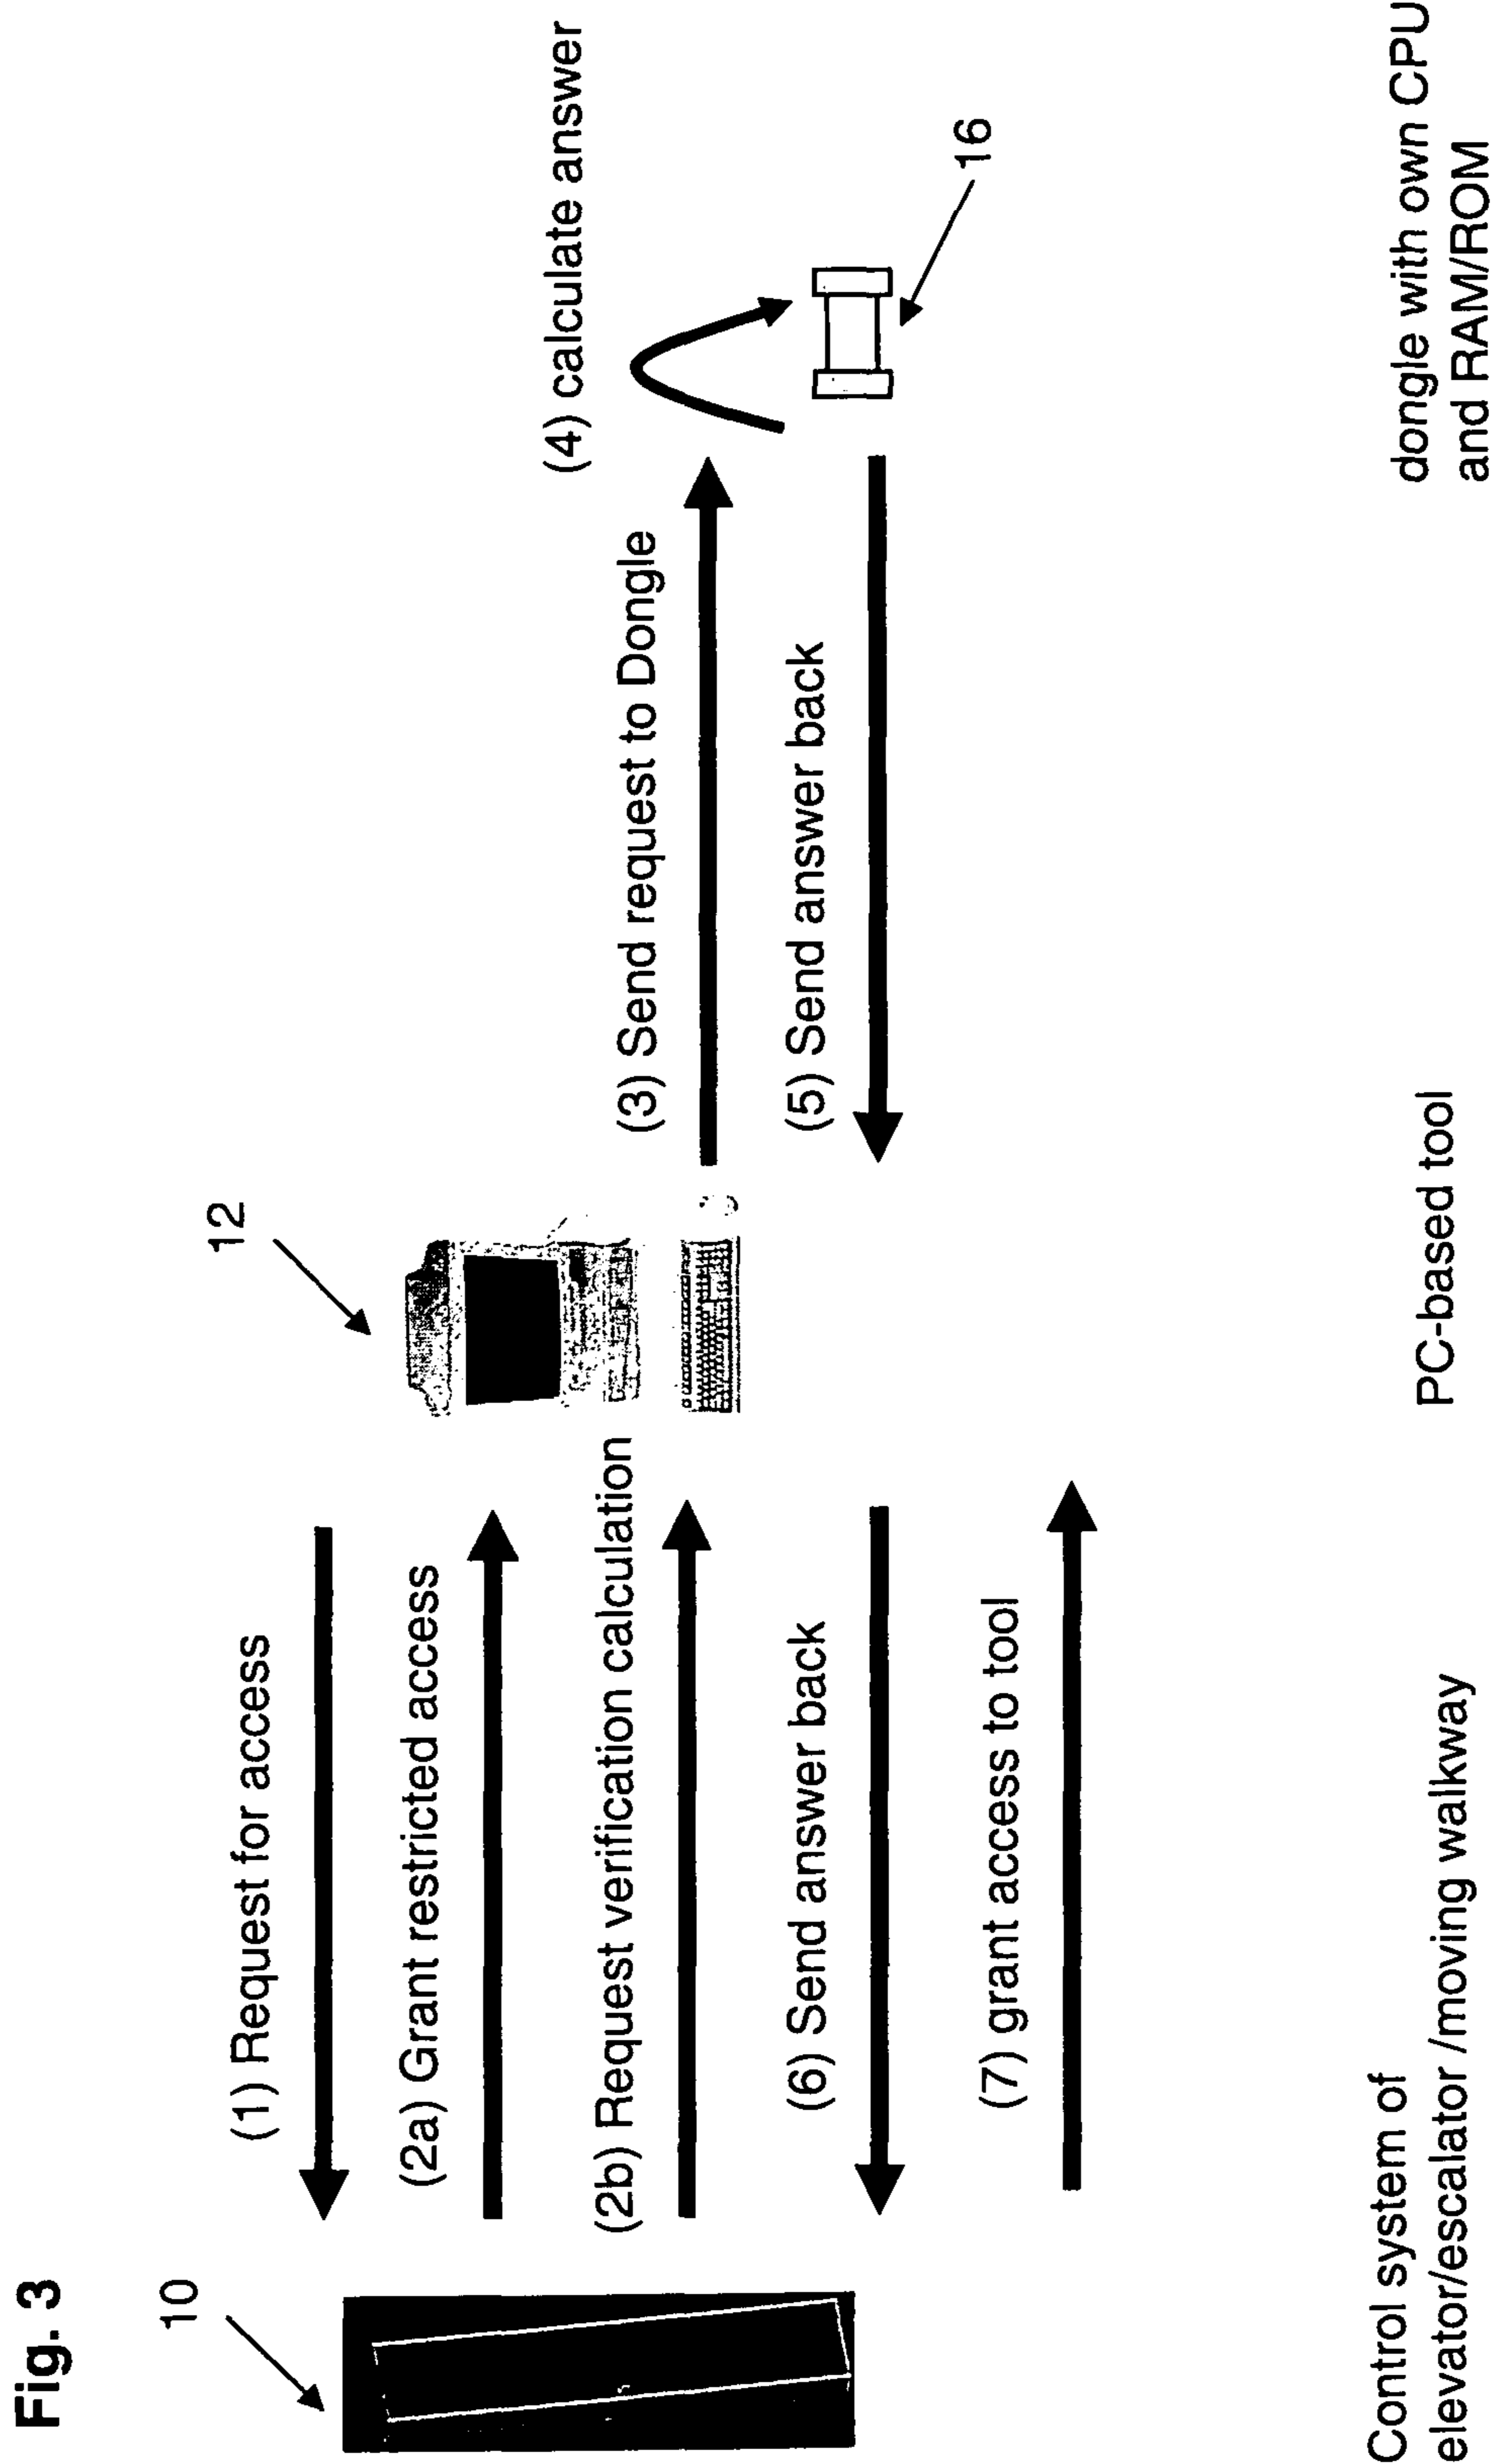 Fig. 3
10
12
(1) Request for access
(2a) Grant restricted access
(2b) Request verification calculation
(3) Send request to Dongle
(4) calculate answer
16
(5) Send answer back
(6) Send answer back
(7) grant access to tool
Control system of
elevator/escalator /moving walkway
PC-based tool
dongle with own CPU
and RAM/ROM